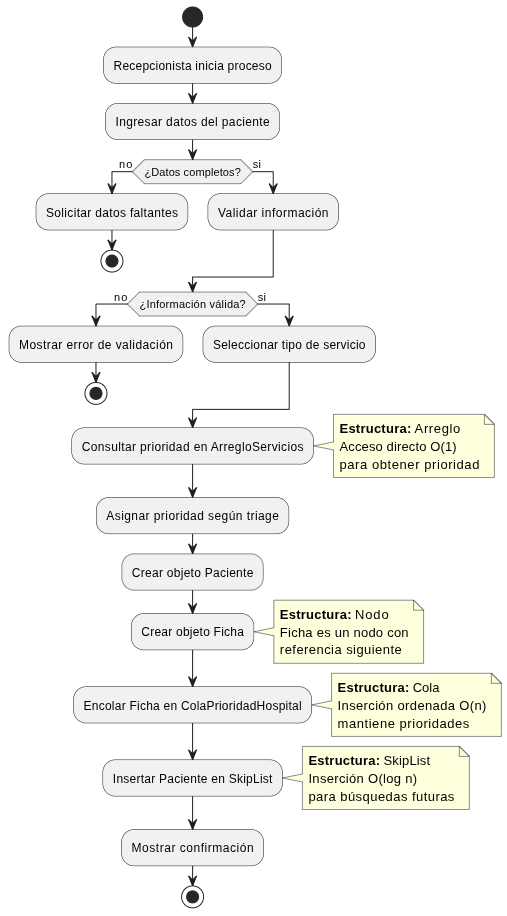 Recepcionista inicia proceso
Ingresar datos del paciente
no
¿Datos completos?
si
Solicitar datos faltantes
Validar información
no
¿Información válida?
si
Mostrar error de validación
Seleccionar tipo de servicio
Consultar prioridad en ArregloServicios
Estructura: Arreglo
Acceso directo O(1)
para obtener prioridad
Asignar prioridad según triage
Crear objeto Paciente
Crear objeto Ficha
Estructura: Nodo
Ficha es un nodo con
referencia siguiente
Encolar Ficha en ColaPrioridadHospital
Estructura: Cola
Inserción ordenada O(n)
mantiene prioridades
Insertar Paciente en SkipList
Estructura: SkipList
Inserción O(log n)
para búsquedas futuras
Mostrar confirmación